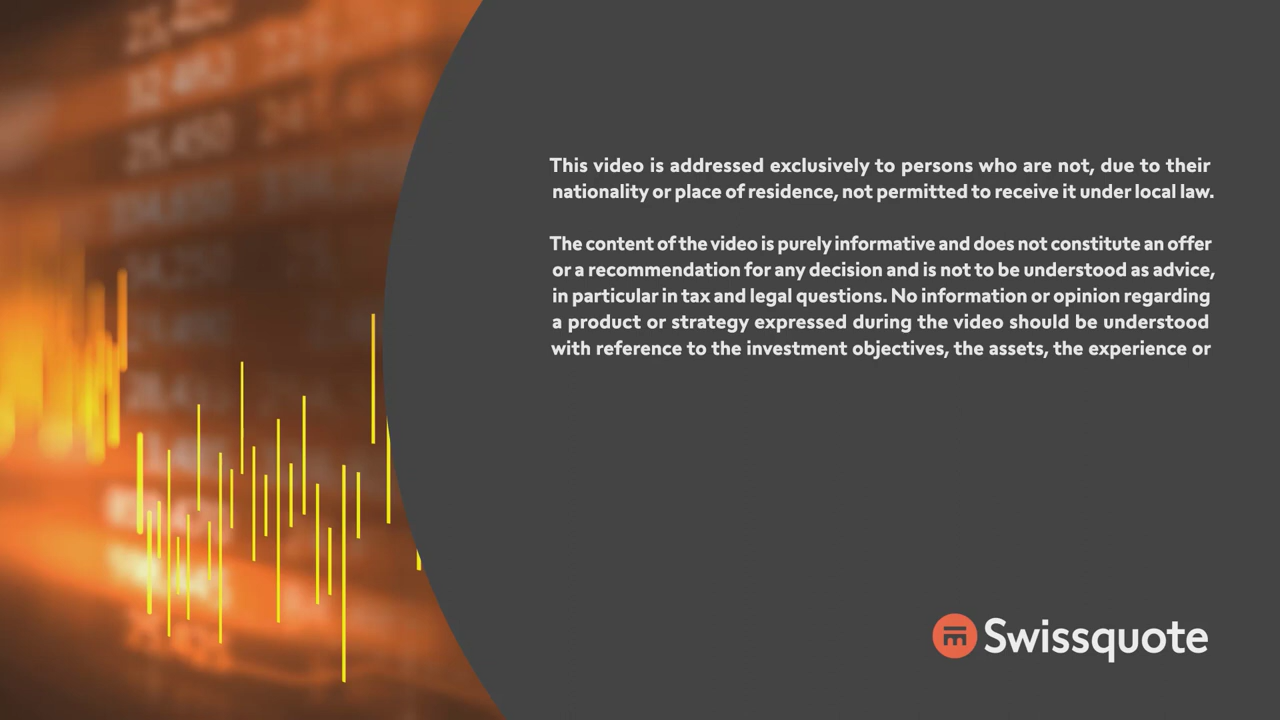 This video is addressed exclusively to persons who are not, due to their
nationality or place of residence, not permitted to receive it under local law.
The content of the video is purely informative and does not constitute an offer
or a recommendation for any decision and is not to be understood as advice,
in particular in tax and legal questions. No information or opinion regarding
a product or strategy expressed during the video should be understood
with reference to the investment objectives, the assets, the experience or
Swissquote